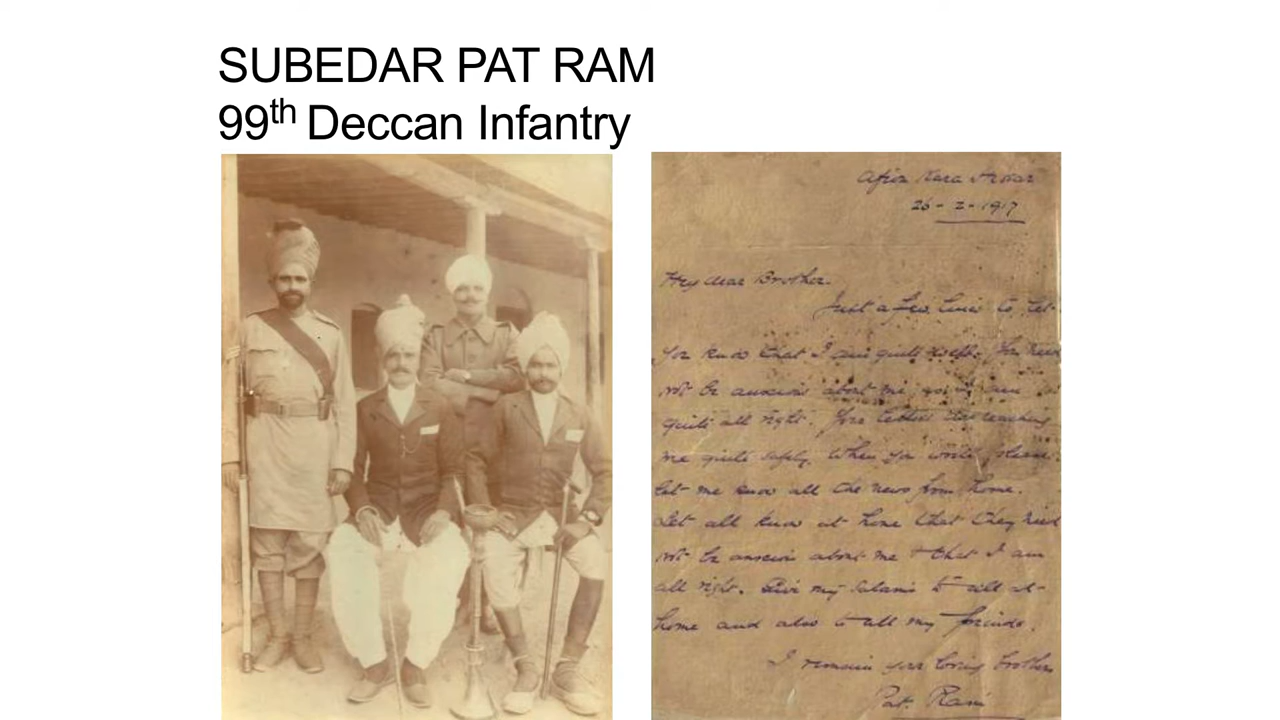 SUBEDAR PAT RAM
99th Deccan Infantry
Afion Kara Hissar
26-2-1917
My dear Brother.
Just a few lines to let
you know that I am quite well. You need
not be anxious about me as I am
quite all right. Your letters are reaching
me quite safely. When you write, please
let me know all the news from home.
Let all know at home that they need
not be anxious about me & that I am
all right. Give my Salams to all at
home and also to all my friends.
I remain your loving brother
Pat. Ram